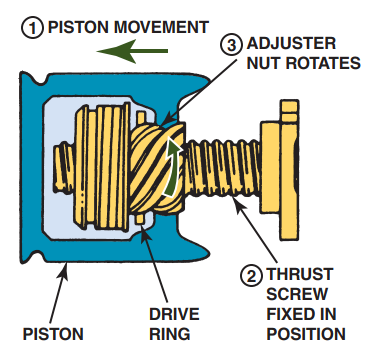 ① PISTON MOVEMENT
③ ADJUSTER
NUT ROTATES
② THRUST
SCREW
FIXED IN
POSITION
DRIVE
RING
PISTON